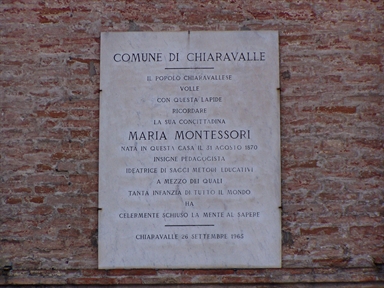 COMUNE DI CHIARAVALLE
IL POPOLO CHIARAVALLESE
VOLLE
CON QUESTA LAPIDE
RICORDARE
LA SUA CONCITTADINA
MARIA MONTESSORI
NATA IN QUESTA CASA IL 31 AGOSTO 1870
INSIGNE PEDAGOGISTA
IDEATRICE DI SAGGI METODI EDUCATIVI
A MEZZO DEI QUALI
TANTA INFANZIA DI TUTTO IL MONDO
HA
CELERMENTE SCHIUSO LA MENTE AL SAPERE
CHIARAVALLE 26 SETTEMBRE